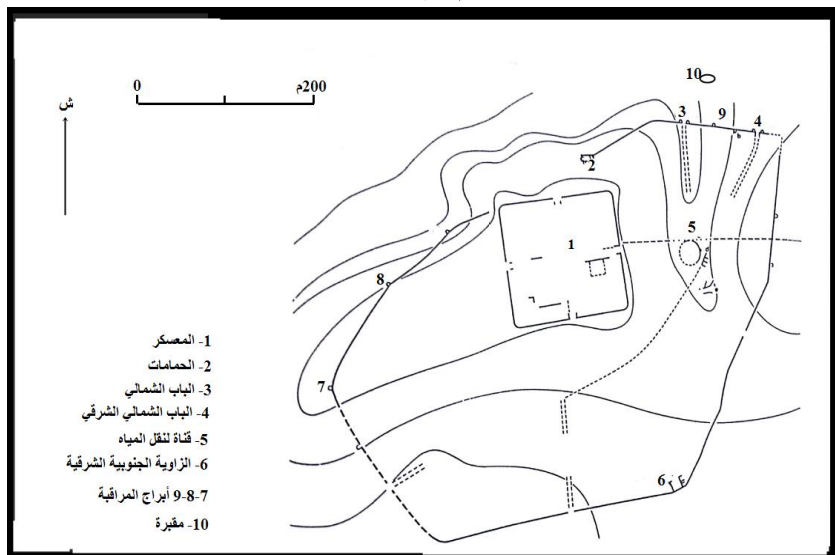 0
200م
ش
10
3
9
4
2
5
1
8
7
6
1- المعسكر
2- الحمامات
3- الباب الشمالي
4- الباب الشمالي الشرقي
5- قناة لنقل المياه
6- الزاوية الجنوبية الشرقية
7-8-9 أبراج المراقبة
10- مقبرة